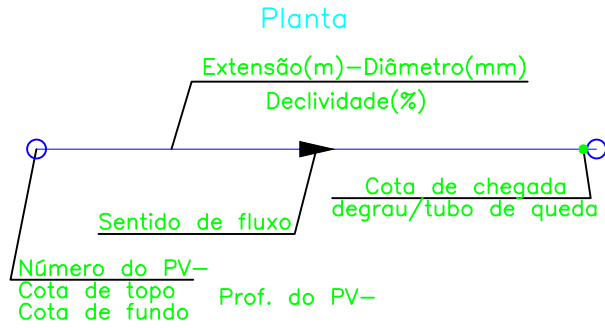 Planta
Extensão(m)-Diâmetro(mm)
Declividade(%)
Cota de chegada
degrau/tubo de queda
Sentido de fluxo
Número do PV-
Cota de topo
Prof. do PV-
Cota de fundo